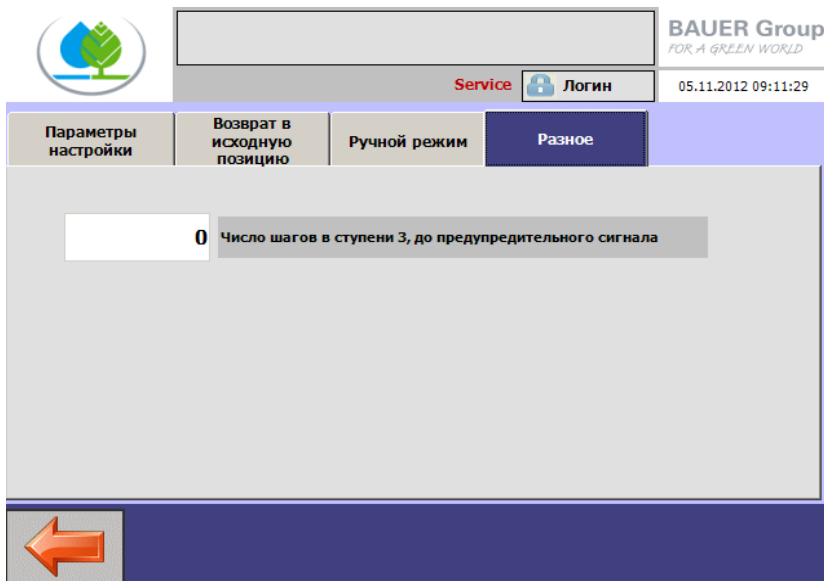 BAUER Group
FOR A GREEN WORLD
Service
Логин
05.11.2012 09:11:29
Параметры
настройки
Возврат в
исходную
позицию
Ручной режим
Разное
0
Число шагов в ступени 3, до предупредительного сигнала